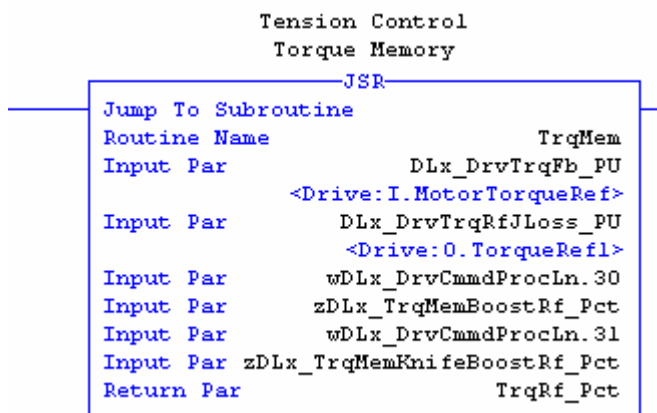 Tension Control
Torque Memory
JSR
Jump To Subroutine
Routine Name TrqMem
Input Par DLx_DrvTrqFb_PU
<Drive:I.MotorTorqueRef>
Input Par DLx_DrvTrqRfJLoss_PU
<Drive:O.TorqueRef1>
Input Par wDLx_DrvCmmdProcLn.30
Input Par zDLx_TrqMemBoostRf_Pct
Input Par wDLx_DrvCmmdProcLn.31
Input Par zDLx_TrqMemKnifeBoostRf_Pct
Return Par TrqRf_Pct